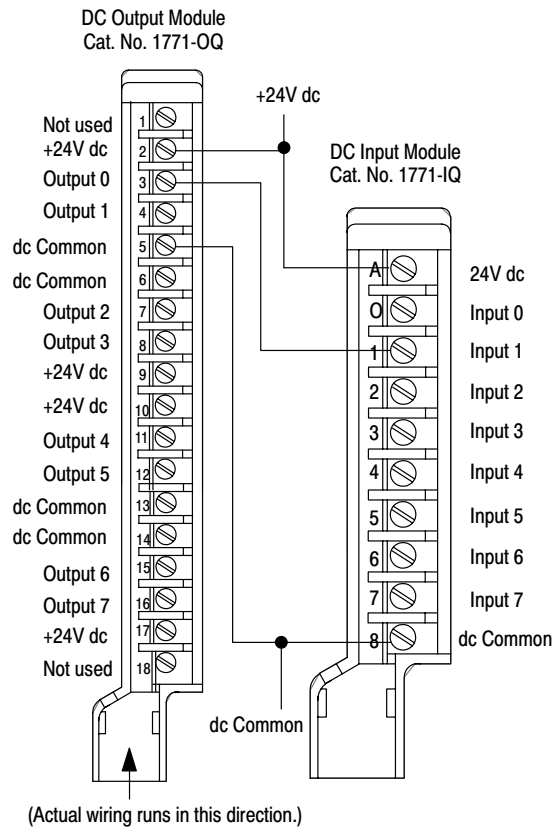 DC Output Module
Cat. No. 1771-OQ
+24V dc
DC Input Module
Cat. No. 1771-IQ
Not used 1
+24V dc 2
Output 0 3
Output 1 4
dc Common 5
dc Common 6
Output 2 7
Output 3 8
+24V dc 9
+24V dc 10
Output 4 11
Output 5 12
dc Common 13
dc Common 14
Output 6 15
Output 7 16
+24V dc 17
Not used 18
A 24V dc
O Input 0
1 Input 1
2 Input 2
3 Input 3
4 Input 4
5 Input 5
6 Input 6
7 Input 7
8 dc Common
dc Common
(Actual wiring runs in this direction.)